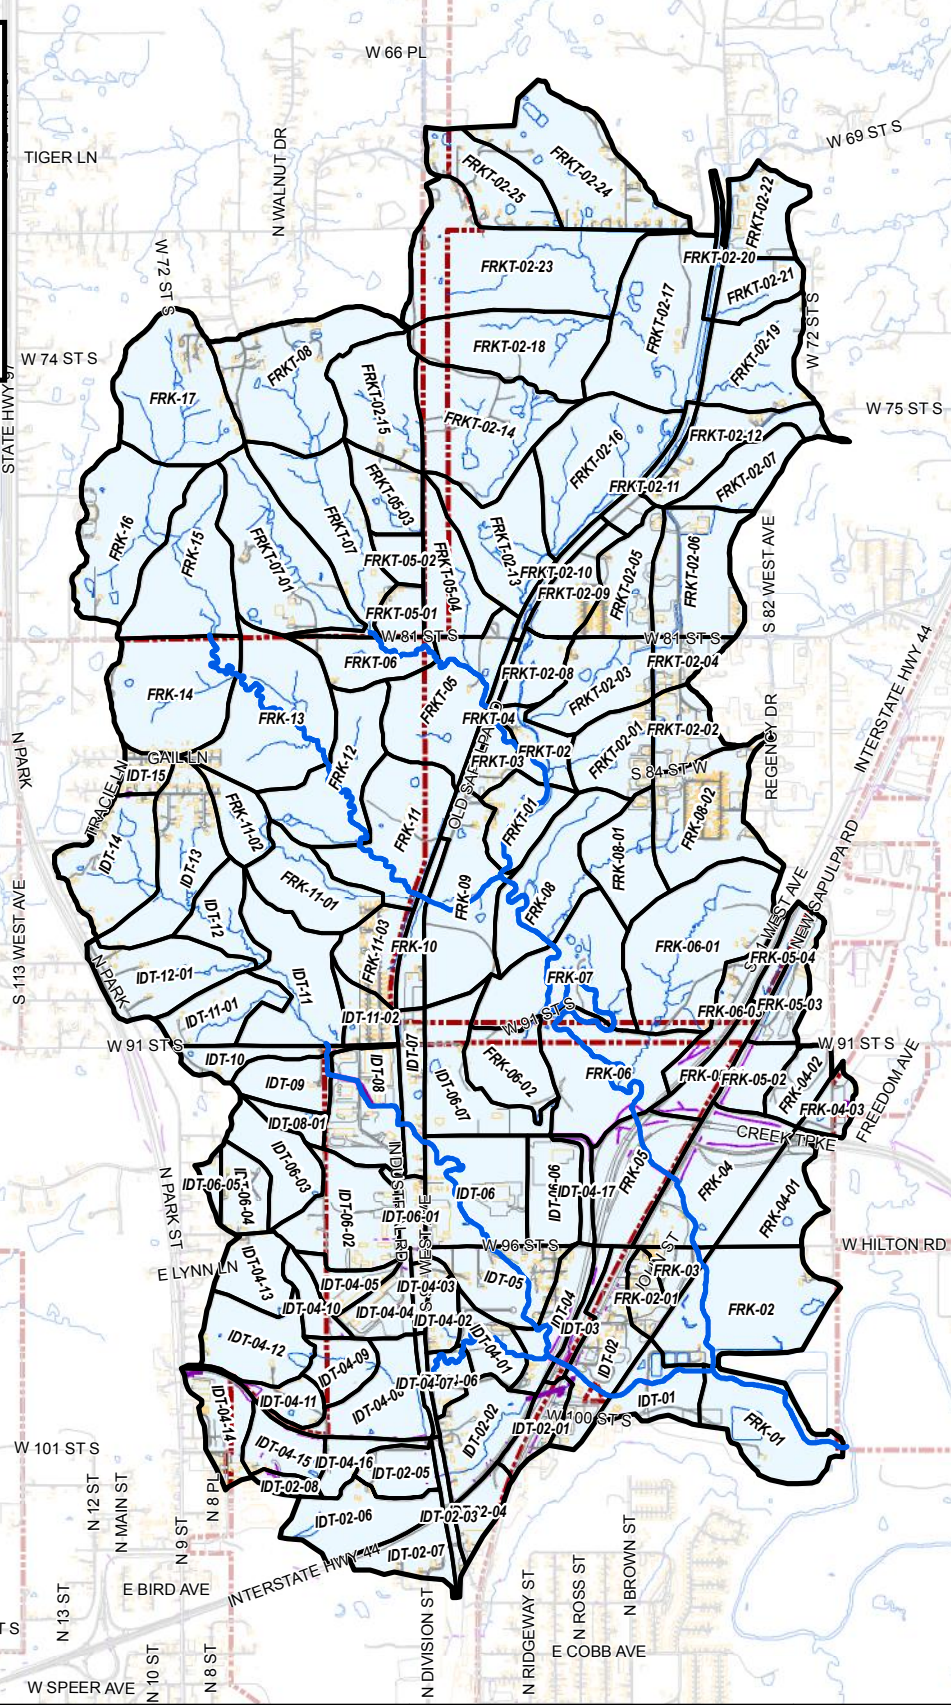 W 66 PL
W 69 ST S
TIGER LN
N WALNUT DR
FRKT-02-25
FRKT-02-24
FRKT-02-22
FRKT-02-20
FRKT-02-23
FRKT-02-21
W 72 ST S
FRKT-02-17
W 72 ST S
FRKT-02-19
FRKT-02-18
W 74 ST S
FRKT-08
FRK-17
FRKT-02-15
STATE HWY 97
W 75 ST S
FRKT-02-14
FRKT-02-12
FRKT-02-16
FRKT-02-07
FRKT-02-11
FRKT-05-03
FRK-16
FRK-15
FRKT-07
FRKT-07-01
FRKT-02-13
FRKT-05-02
FRKT-05-04
FRKT-02-10
FRKT-02-09
FRKT-02-05
FRKT-02-06
S 82 WEST AVE
FRKT-05-01
W 81 ST S
W 81 ST S
FRKT-06
FRKT-02-04
FRKT-02-08
FRKT-02-03
INTERSTATE HWY 44
FRK-14
FRKT-05
FRK-13
FRKT-04
FRKT-02-02
REGENCY DR
FRKT-02-01
FRKT-02
GAIL LN
N PARK
FRK-12
FRKT-03
OLD SAPULPA RD
S 84 ST W
IDT-15
TRACIE LN
FRK-11-02
FRK-11
FRKT-01
FRK-08-02
IDT-14
IDT-13
FRK-08-01
NEW SAPULPA RD
FRK-11-01
FRK-09
FRK-08
IDT-12
S 113 WEST AVE
FRK-11-03
FRK-10
FRK-06-01
FRK-05-04
IDT-12-01
N PARK
IDT-11
FRK-07
IDT-11-01
IDT-11-02
W 91 ST S
FRK-06-03
FRK-05-03
W 91 ST S
W 91 ST S
IDT-10
IDT-07
IDT-08
FRK-06-02
FRK-06
IDT-09
FRK-05-02
FRK-04-02
IDT-06-07
FREEDOM AVE
FRK-04-03
IDT-08-01
CREEK TPKE
IDT-06-03
IDT-06-05
IDT-06-04
N PARK ST
IDT-06
IDT-06-06
IDT-04-17
FRK-05
FRK-04
FRK-04-01
IDT-06-02
IDT-06-01
INDUSTRIAL RD
W 96 ST S
W HILTON RD
E LYNN LN
IDT-04-13
IDT-05
FRK-03
IDT-04-05
IDT-04-03
FRK-02-01
IDT-04-10
IDT-04-04
IDT-04-02
IDT-04
FRK-02
IDT-03
IDT-04-12
IDT-04-01
IDT-02
IDT-04-09
IDT-04-07
IDT-04-11
IDT-01
IDT-04-14
W 100 ST S
IDT-02-01
FRK-01
IDT-02-02
W 101 ST S
IDT-04-15
IDT-04-16
IDT-02-05
IDT-02-08
N 12 ST
N MAIN ST
N 8 PL
IDT-02-06
IDT-02-03
N 9 ST
IDT-02-07
INTERSTATE HWY 44
E BIRD AVE
N 13 ST
N DIVISION ST
N RIDGEWAY ST
N ROSS ST
N BROWN ST
E COBB AVE
N 10 ST
N 8 ST
W SPEER AVE